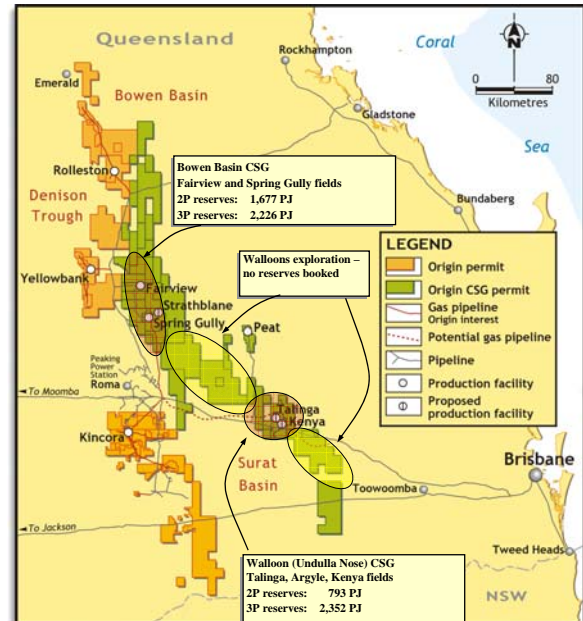 Queensland
Coral
Sea
N
0 80
Kilometres
Rockhampton
Emerald
Gladstone
Bowen Basin
Rolleston
Bowen Basin CSG
Fairview and Spring Gully fields
2P reserves: 1,677 PJ
3P reserves: 2,226 PJ
Denison
Trough
Bundaberg
Walloons exploration –
no reserves booked
LEGEND
Origin permit
Origin CSG permit
Gas pipeline
Origin interest
Potential gas pipeline
Pipeline
Production facility
Proposed
production facility
Yellowbank
Fairview
Strathblane
Spring Gully
Peat
Peaking
Power
Station
Roma
To Moomba
Talinga
Kenya
Kincora
Surat
Basin
Brisbane
Toowoomba
To Jackson
Tweed Heads
Walloon (Undulla Nose) CSG
Talinga, Argyle, Kenya fields
2P reserves: 793 PJ
3P reserves: 2,352 PJ
NSW